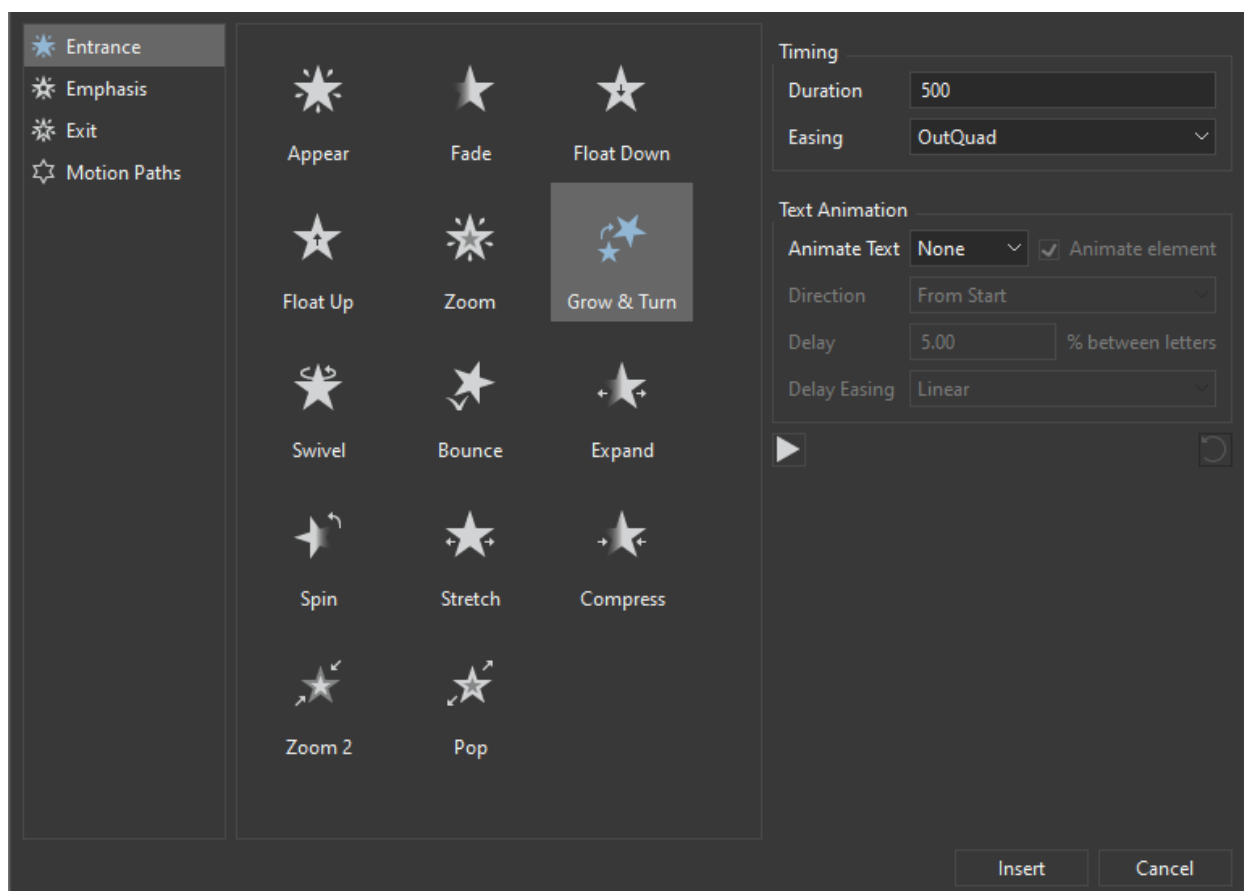 Entrance
Emphasis
Exit
Motion Paths
Appear
Fade
Float Down
Float Up
Zoom
Grow & Turn
Swivel
Bounce
Expand
Spin
Stretch
Compress
Zoom 2
Pop
Timing
Duration 500
Easing OutQuad
Text Animation
Animate Text None Animate element
Direction From Start
Delay 5.00 % between letters
Delay Easing Linear
Insert Cancel